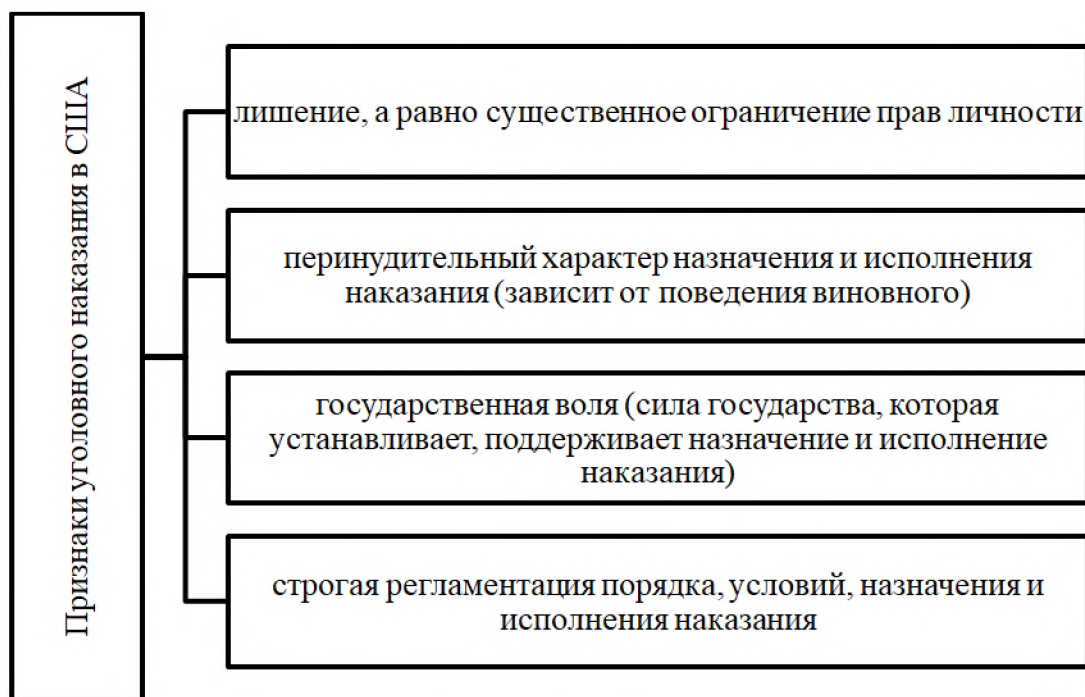 Признаки уголовного наказания в США
лишение, а равно существенное ограничение прав личности
перинудительный характер назначения и исполнения
наказания (зависит от поведения виновного)
государственная воля (сила государства, которая
устанавливает, поддерживает назначение и исполнение
наказания)
строгая регламентация порядка, условий, назначения и
исполнения наказания